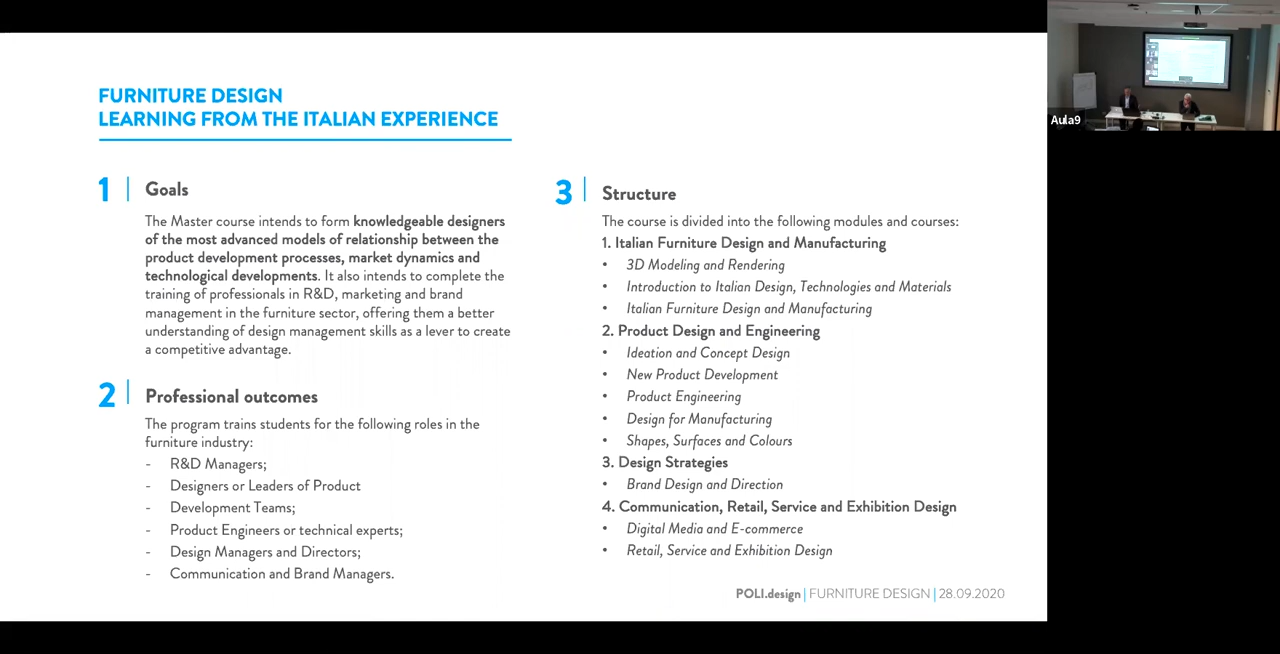 FURNITURE DESIGN
LEARNING FROM THE ITALIAN EXPERIENCE
1
Goals
The Master course intends to form knowledgeable designers
of the most advanced models of relationship between the
product development processes, market dynamics and
technological developments. It also intends to complete the
training of professionals in R&D, marketing and brand
management in the furniture sector, offering them a better
understanding of design management skills as a lever to create
a competitive advantage.
2
Professional outcomes
The program trains students for the following roles in the
furniture industry:
- R&D Managers;
- Designers or Leaders of Product
- Development Teams;
- Product Engineers or technical experts;
- Design Managers and Directors;
- Communication and Brand Managers.
3
Structure
The course is divided into the following modules and courses:
1. Italian Furniture Design and Manufacturing
• 3D Modeling and Rendering
• Introduction to Italian Design, Technologies and Materials
• Italian Furniture Design and Manufacturing
2. Product Design and Engineering
• Ideation and Concept Design
• New Product Development
• Product Engineering
• Design for Manufacturing
• Shapes, Surfaces and Colours
3. Design Strategies
• Brand Design and Direction
4. Communication, Retail, Service and Exhibition Design
• Digital Media and E-commerce
• Retail, Service and Exhibition Design
POLI.design | FURNITURE DESIGN | 28.09.2020
Aula9